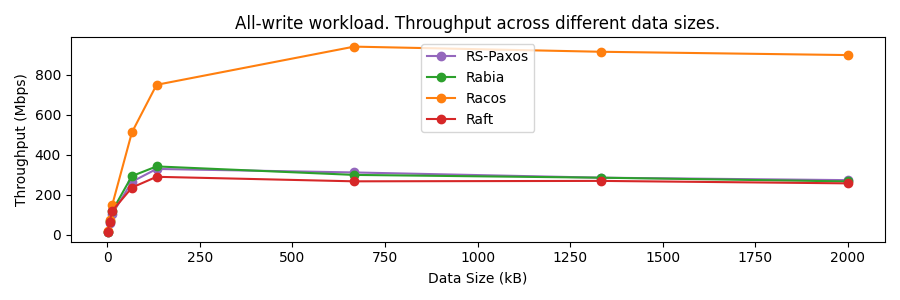 All-write workload. Throughput across different data sizes.
Throughput (Mbps)
800
600
400
200
0
RS-Paxos
Rabia
Racos
Raft
0 250 500 750 1000 1250 1500 1750 2000
Data Size (kB)